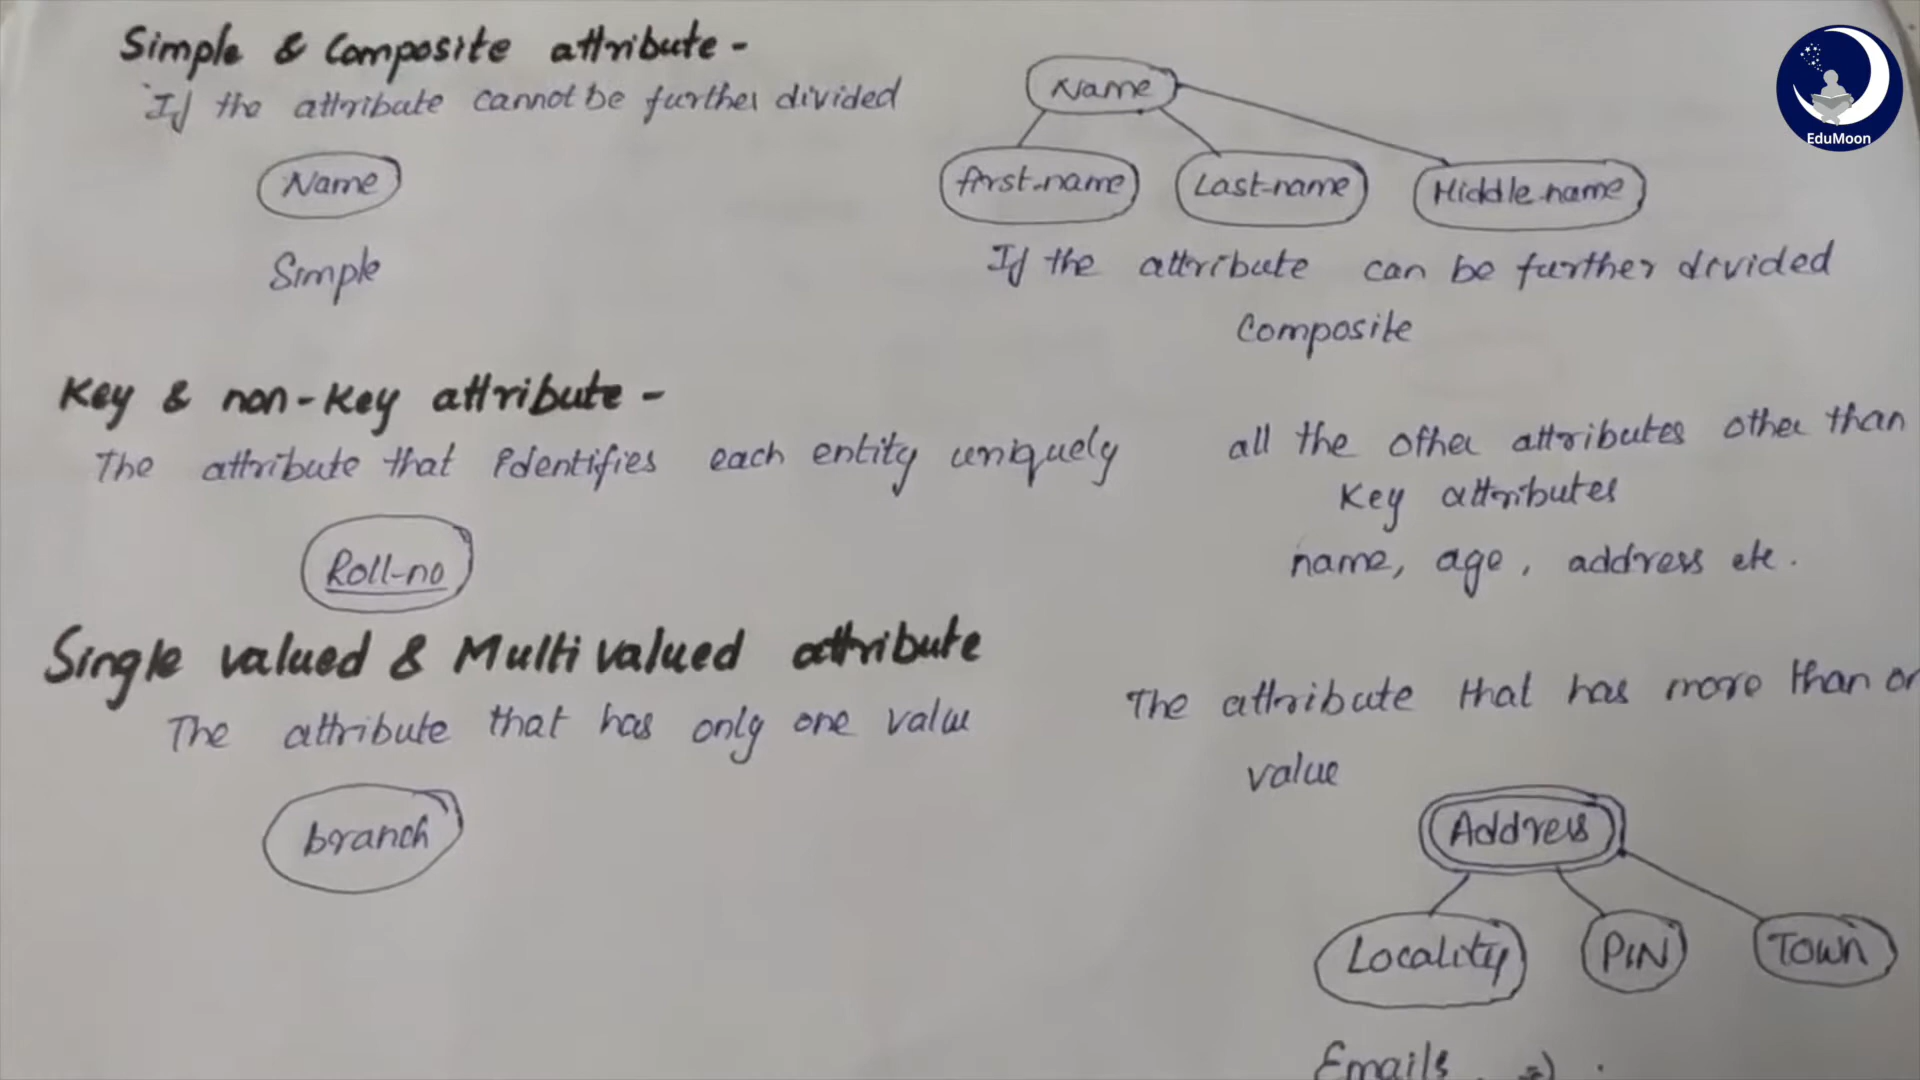 Simple & Composite attribute -
If the attribute cannot be further divided
Name
Simple
Name
first-name Last-name Middle-name
If the attribute can be further divided
Composite
Key & non-key attribute -
The attribute that identifies each entity uniquely
Roll-no
all the other attributes other than
Key attributes
name, age, address etc.
Single valued & Multi valued attribute
The attribute that has only one value
branch
The attribute that has more than
value
Address
Locality PIN Town
Emails
EduMoon